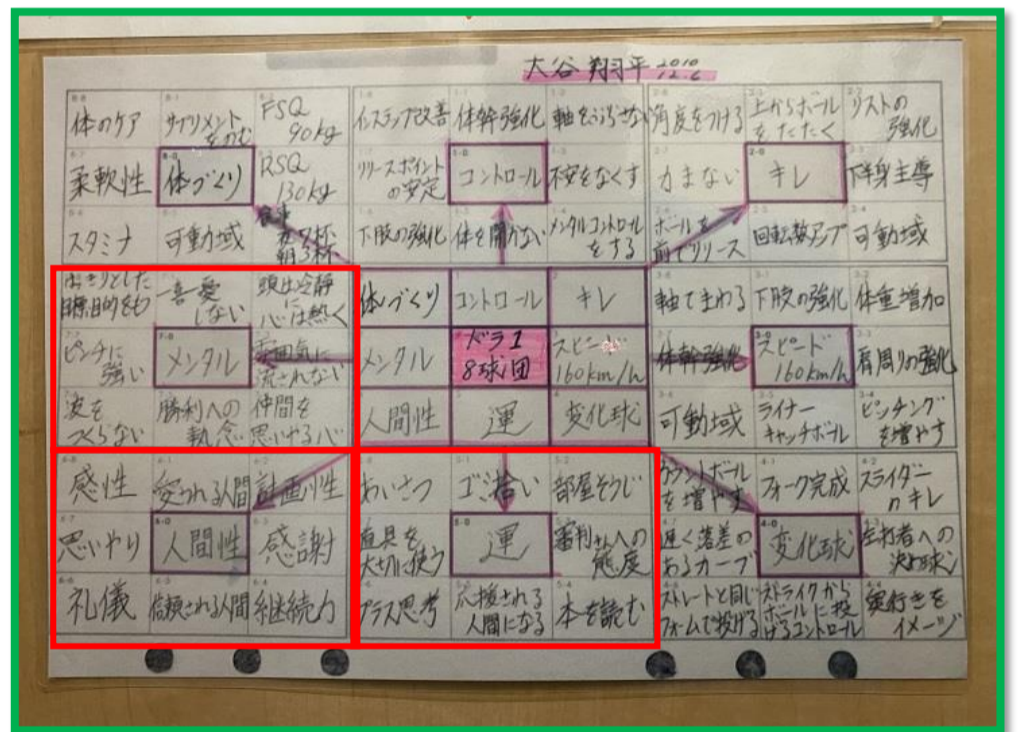 大谷 翔平 2010
12.6
体のケア
サプリメント
をのむ
FSQ
90kg
柔軟性
体づくり
RSQ
130kg
スタミナ
可動域
食事
夜7杯
朝3杯
インステップ改善
体幹強化
軸をぶらさない
リリースポイント
の安定
コントロール
不安をなくす
下肢の強化
体を開かない
メンタルコントロール
をする
角度をつける
上からボール
をたたく
リストの
強化
力まない
キレ
下半身主導
ボールを
前でリリース
回転数アップ
可動域
はっきりとした
目標、目的をもつ
一喜一憂
しない
頭は冷静
に
心は熱く
ピンチに
強い
メンタル
雰囲気に
流されない
波を
つくらない
勝利への
執念
仲間を
思いやる心
体づくり
コントロール
キレ
メンタル
ドラ1
8球団
スピード
160km/h
人間性
運
変化球
軸でまわる
下肢の強化
体重増加
体幹強化
スピード
160km/h
肩周りの強化
可動域
ライナー
キャッチボール
ピッチング
を増やす
感性
愛される人間
計画性
思いやり
人間性
感謝
礼儀
信頼される人間
継続力
あいさつ
ゴミ拾い
部屋そうじ
道具を
大切に使う
運
審判さんへの
態度
プラス思考
応援される
人間になる
本を読む
カウントボール
を増やす
フォーク完成
スライダー
のキレ
遅く落差の
あるカーブ
変化球
左打者への
決め球
ストレートと同じ
フォームで投げる
ストライクから
ボールに投
げるコントロール
奥行きを
イメージ